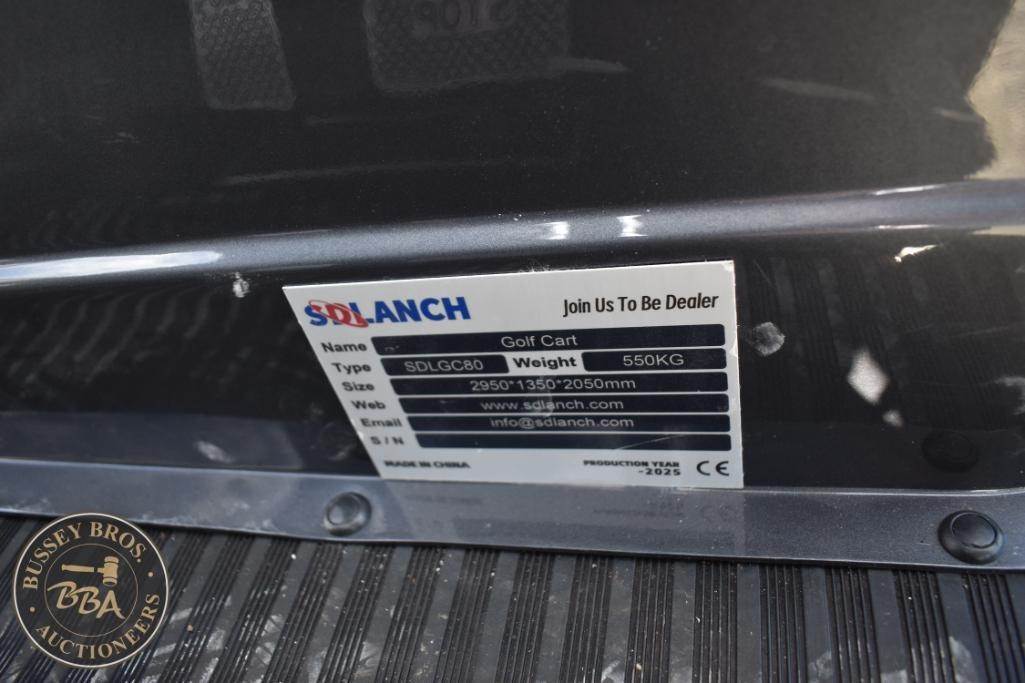 SDLANCH Join Us To Be Dealer
Name Golf Cart
Type SDLGC80 Weight 550KG
Size 2950*1350*2050mm
Web www.sdlanch.com
Email info@sdlanch.com
S / N
MADE IN CHINA PRODUCTION YEAR
-2025 CE
BUSSEY BROS.
BBA
AUCTIONEERS